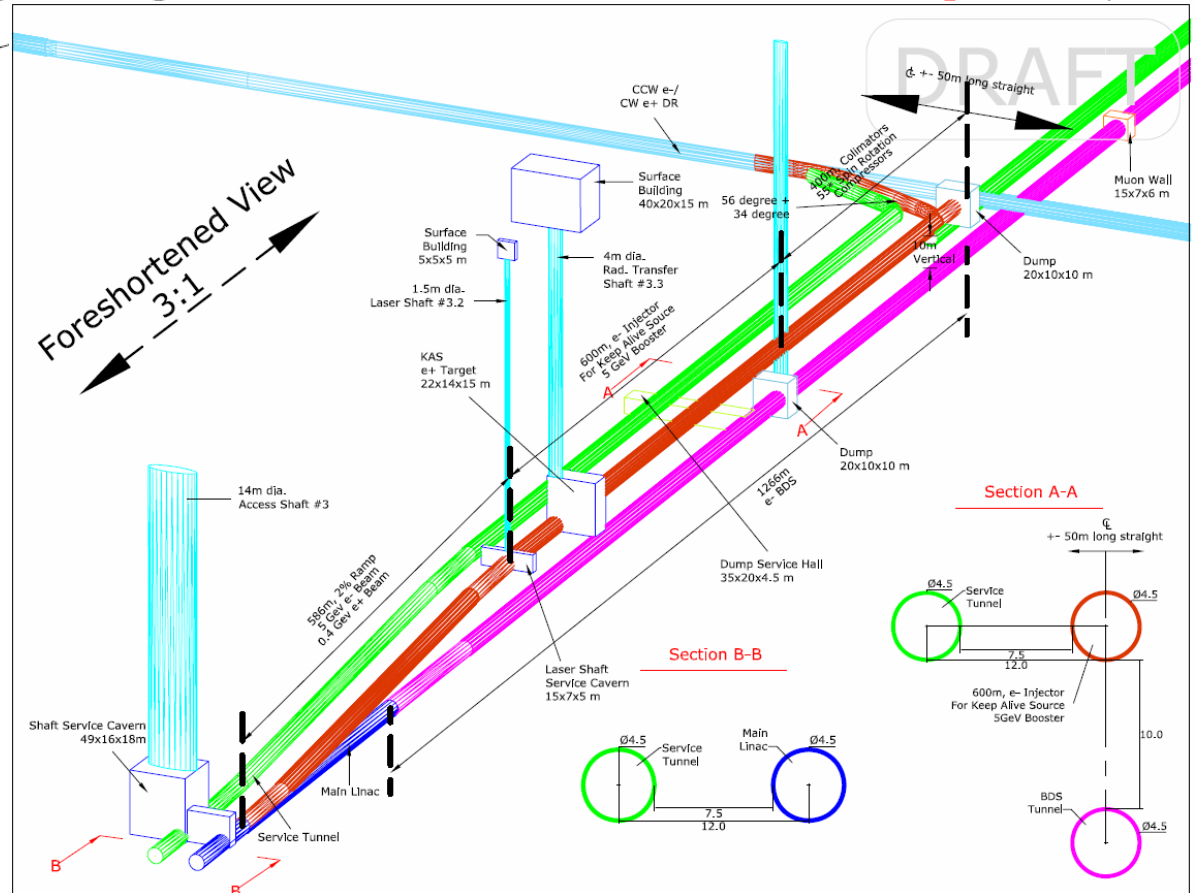 DRAFT
℄ +- 50m long straight
CCW e-/
CW e+ DR
Foreshortened View
3:1
Surface
Building
40x20x15 m
400m, Colimators
55* Spin Rotation
Compressors
56 degree +
34 degree
Muon Wall
15x7x6 m
Surface
Building
5x5x5 m
4m dia.
Rad. Transfer
Shaft #3.3
10m
Vertical
Dump
20x10x10 m
1.5m dia.
Laser Shaft #3.2
600m, e- Injector
For Keep Alive Souce
5 GeV Booster
KAS
e+ Target
22x14x15 m
A
A
Dump
20x10x10 m
1266m
e- BDS
14m dia.
Access Shaft #3
Dump Service Hall
35x20x4.5 m
586m, 2% Ramp
5 Gev e- Beam
0.4 Gev e+ Beam
Laser Shaft
Service Cavern
15x7x5 m
Shaft Service Cavern
49x16x18m
Main Linac
Service Tunnel
B
B
Section B-B
Ø4.5
Service
Tunnel
Main
Linac
Ø4.5
7.5
12.0
Section A-A
℄
+- 50m long straight
Ø4.5
Service
Tunnel
Ø4.5
7.5
12.0
600m, e- Injector
For Keep Alive Source
5GeV Booster
10.0
BDS
Tunnel
Ø4.5